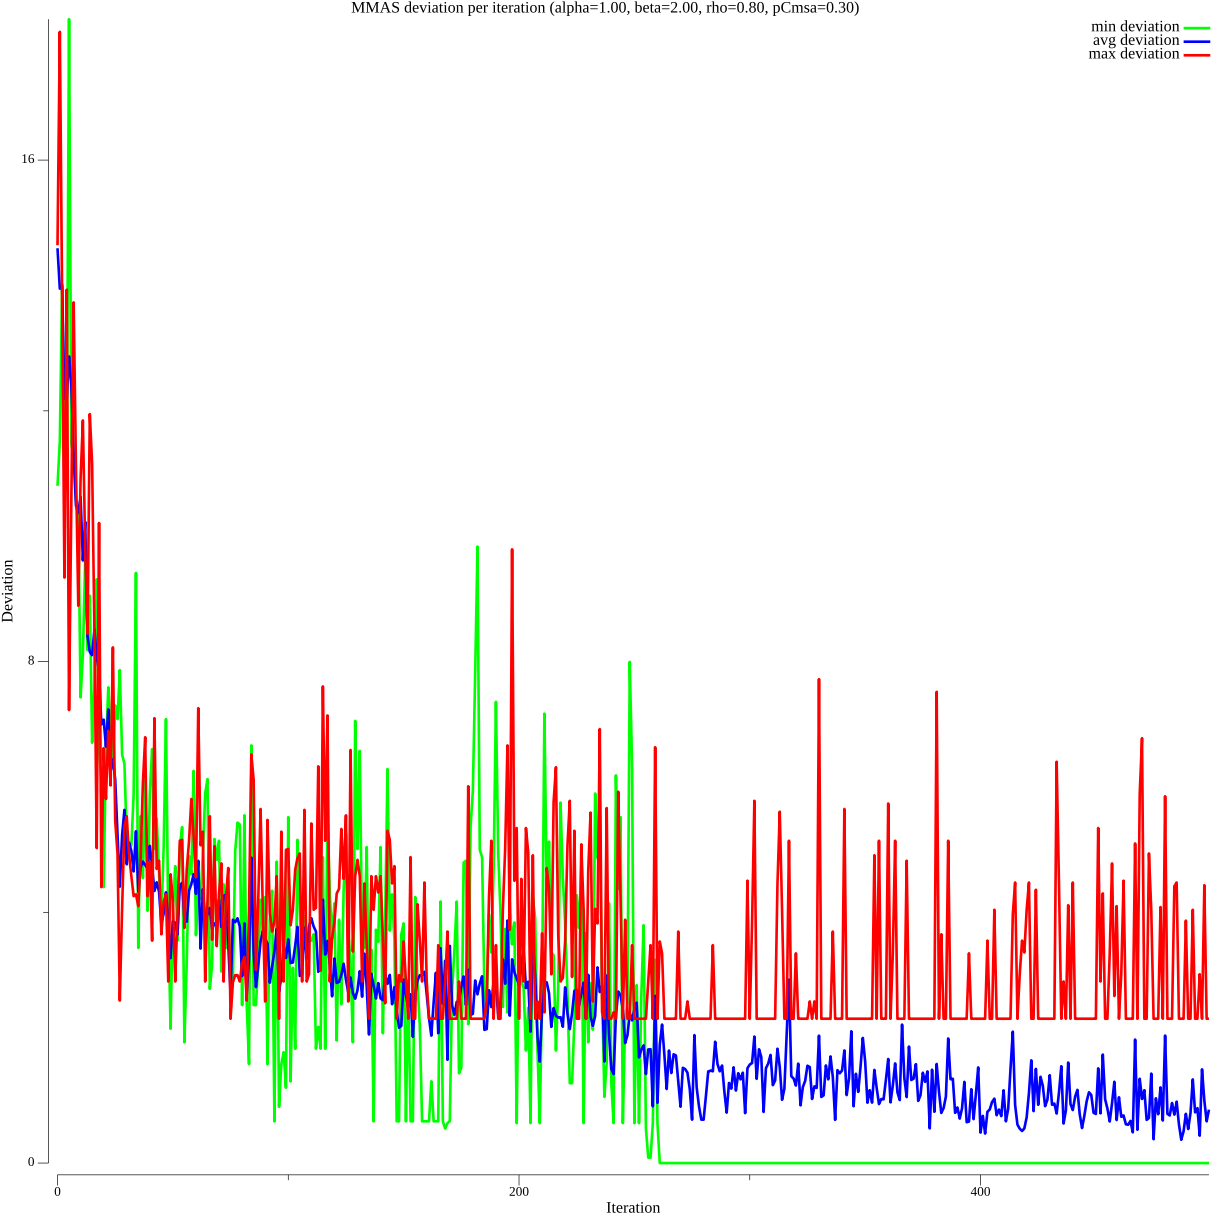 MMAS deviation per iteration (alpha=1.00, beta=2.00, rho=0.80, pCmsa=0.30)
min deviation
avg deviation
max deviation
16
8
0
Deviation
0
200
400
Iteration